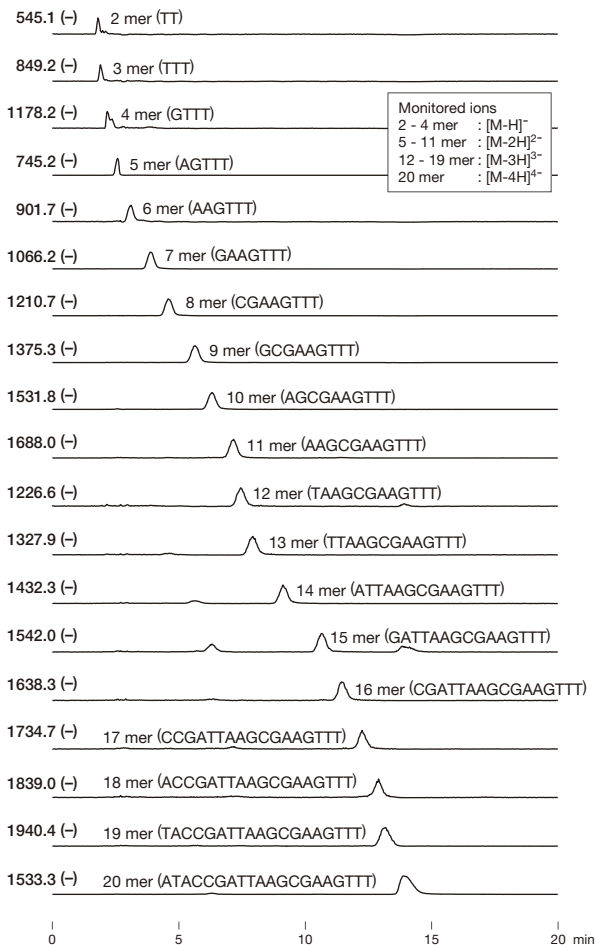 545.1 (–) 2 mer (TT)
849.2 (–) 3 mer (TTT)
1178.2 (–) 4 mer (GTTT)
Monitored ions
2 - 4 mer : [M-H]⁻
5 - 11 mer : [M-2H]²⁻
12 - 19 mer : [M-3H]³⁻
20 mer : [M-4H]⁴⁻
745.2 (–) 5 mer (AGTTT)
901.7 (–) 6 mer (AAGTTT)
1066.2 (–) 7 mer (GAAGTTT)
1210.7 (–) 8 mer (CGAAGTTT)
1375.3 (–) 9 mer (GCGAAGTTT)
1531.8 (–) 10 mer (AGCGAAGTTT)
1688.0 (–) 11 mer (AAGCGAAGTTT)
1226.6 (–) 12 mer (TAAGCGAAGTTT)
1327.9 (–) 13 mer (TTAAGCGAAGTTT)
1432.3 (–) 14 mer (ATTAAGCGAAGTTT)
1542.0 (–) 15 mer (GATTAAGCGAAGTTT)
1638.3 (–) 16 mer (CGATTAAGCGAAGTTT)
1734.7 (–) 17 mer (CCGATTAAGCGAAGTTT)
1839.0 (–) 18 mer (ACCGATTAAGCGAAGTTT)
1940.4 (–) 19 mer (TACCGATTAAGCGAAGTTT)
1533.3 (–) 20 mer (ATACCGATTAAGCGAAGTTT)
0 5 10 15 20 min